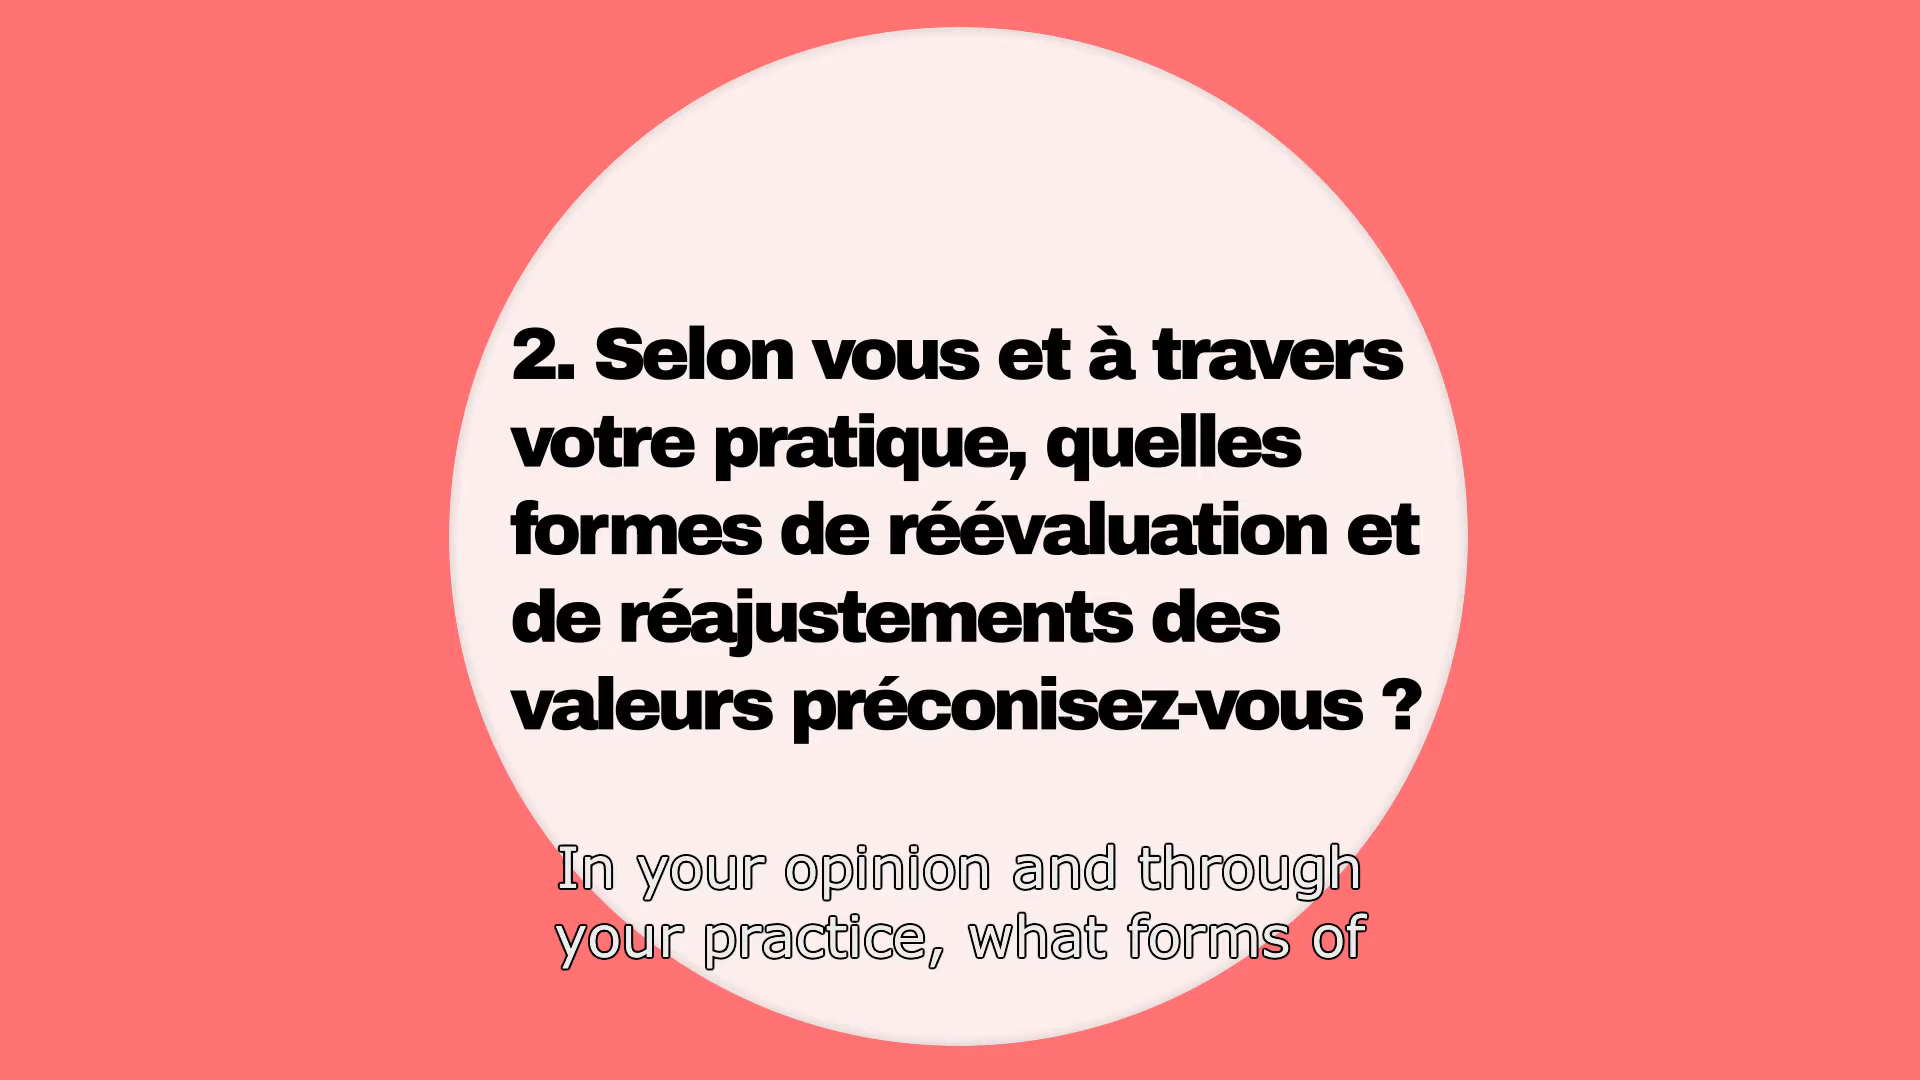 2. Selon vous et à travers
votre pratique, quelles
formes de réévaluation et
de réajustements des
valeurs préconisez-vous ?
In your opinion and through
your practice, what forms of